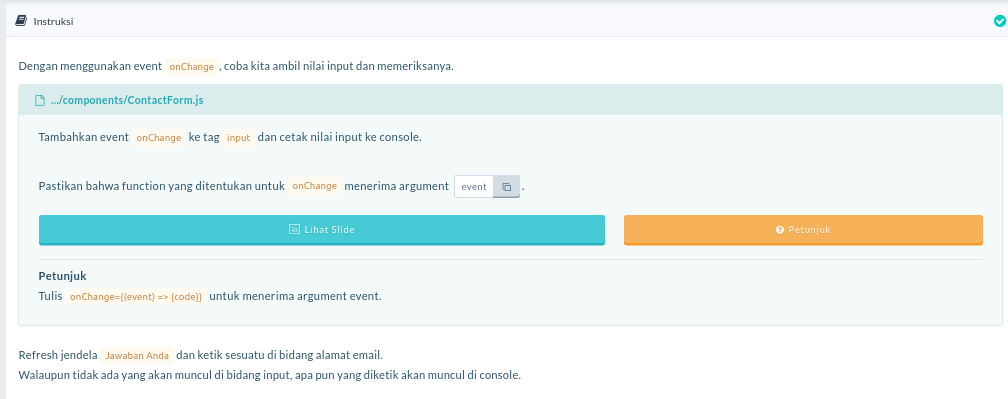 Instruksi
Dengan menggunakan event onChange, coba kita ambil nilai input dan memeriksanya.
.../components/ContactForm.js
Tambahkan event onChange ke tag input dan cetak nilai input ke console.
Pastikan bahwa function yang ditentukan untuk onChange menerima argument event .
Lihat Slide
Petunjuk
Petunjuk
Tulis onChange={(event) => {code}} untuk menerima argument event.
Refresh jendela Jawaban Anda dan ketik sesuatu di bidang alamat email.
Walaupun tidak ada yang akan muncul di bidang input, apa pun yang diketik akan muncul di console.